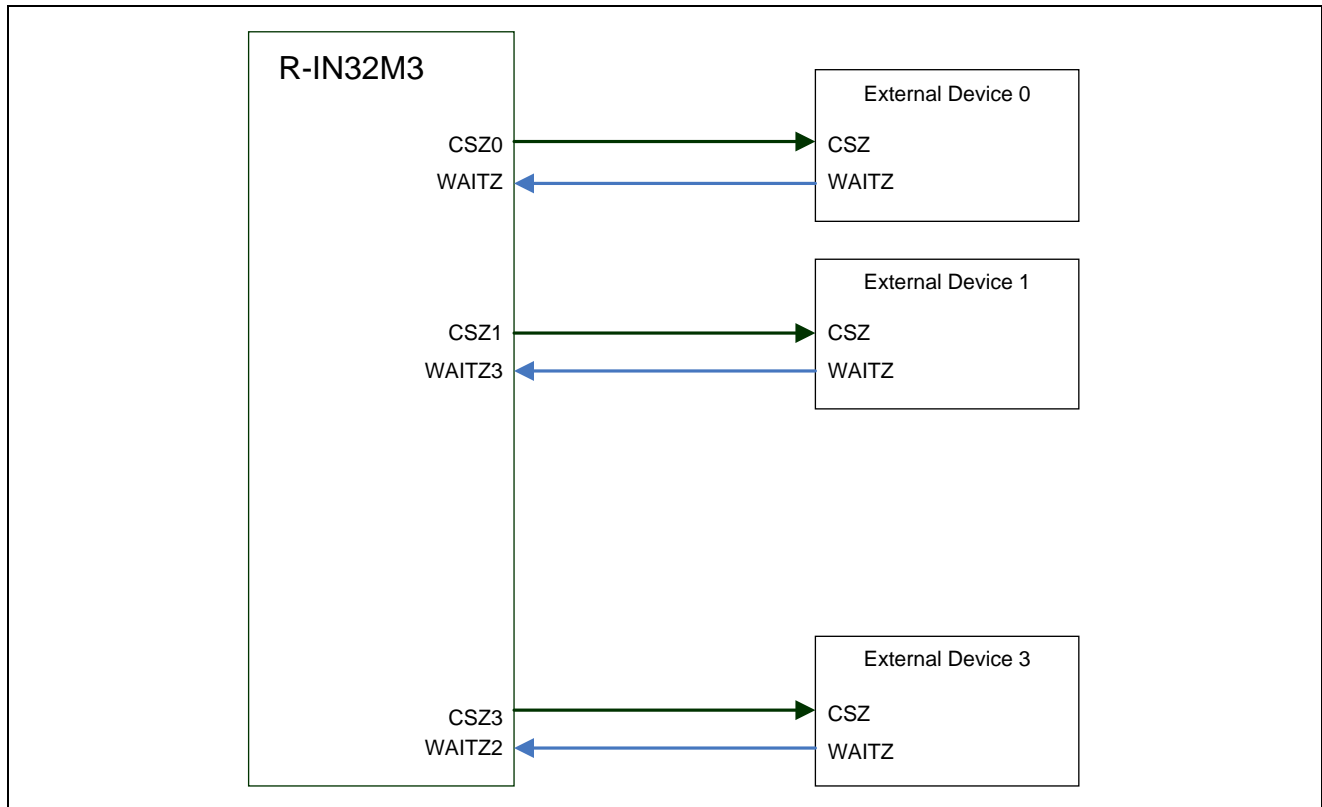 R-IN32M3
External Device 0
CSZ0
CSZ
WAITZ
WAITZ
External Device 1
CSZ1
CSZ
WAITZ3
WAITZ
External Device 3
CSZ3
CSZ
WAITZ2
WAITZ